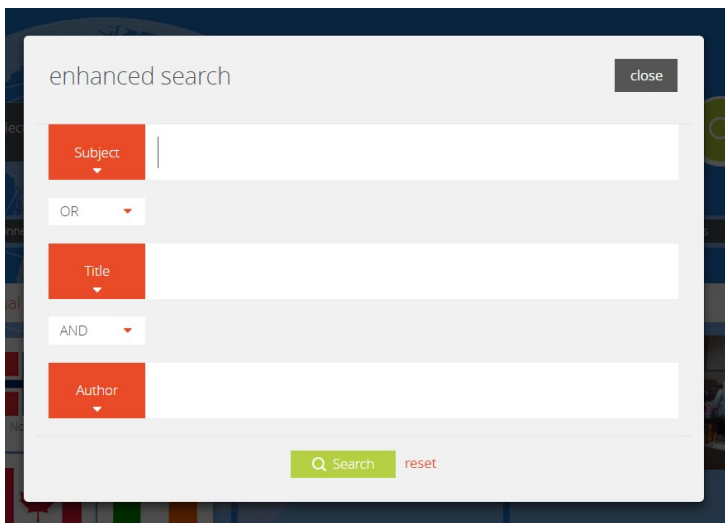 enhanced search
close
Subject
OR
Title
AND
Author
Search
reset